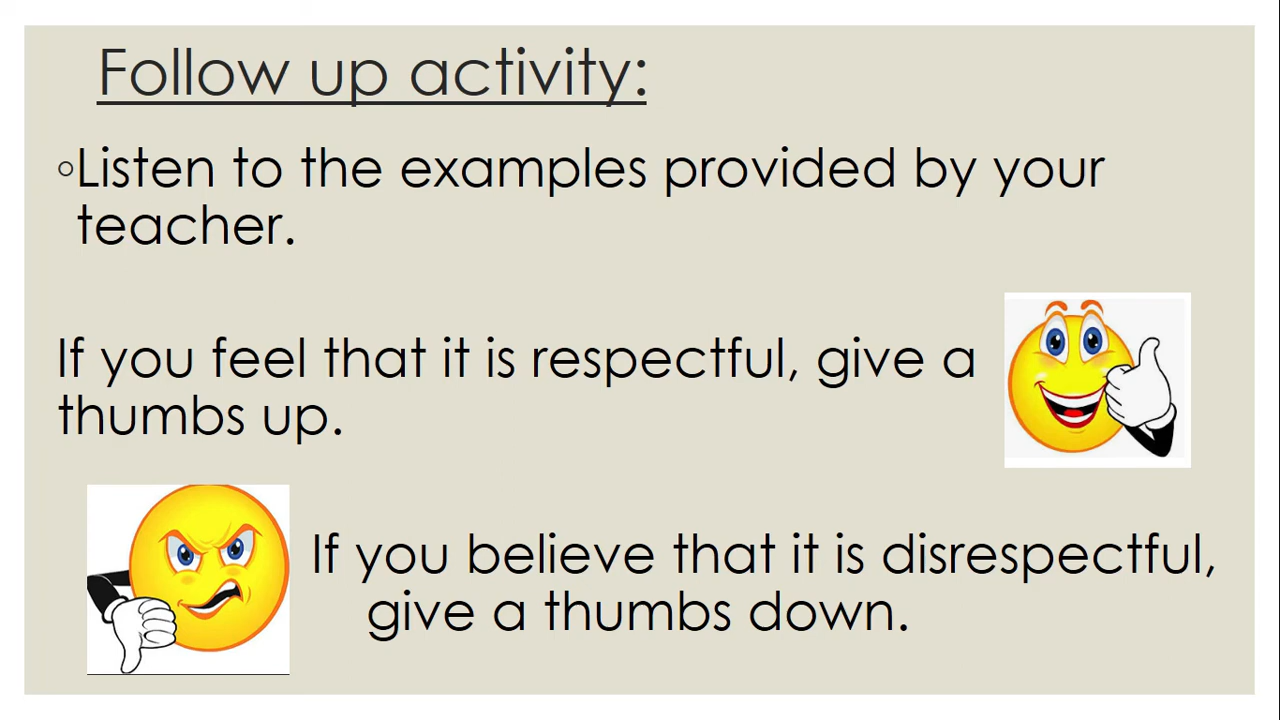 Follow up activity:
◦Listen to the examples provided by your
teacher.
If you feel that it is respectful, give a
thumbs up.
If you believe that it is disrespectful,
give a thumbs down.